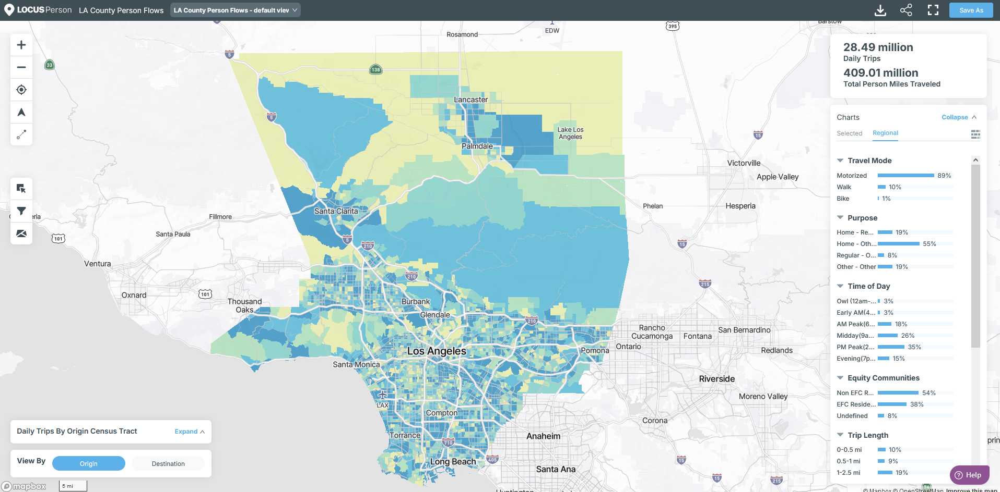 LOCUSPerson
LA County Person Flows
LA County Person Flows - default view
Save As
28.49 million
Daily Trips
409.01 million
Total Person Miles Traveled
Charts
Collapse
Selected
Regional
Travel Mode
Motorized 89%
Walk 10%
Bike 1%
Purpose
Home - Re... 19%
Home - Oth... 55%
Regular - O... 8%
Other - Other 19%
Time of Day
Owl (12am-... 3%
Early AM(4... 3%
AM Peak(6... 18%
Midday(9a... 26%
PM Peak(2... 35%
Evening(7p... 15%
Equity Communities
Non EFC R... 54%
EFC Reside... 38%
Undefined 8%
Trip Length
0-0.5 mi 10%
0.5-1 mi 9%
1-2.5 mi 19%
Help
Daily Trips By Origin Census Tract
Expand
View By
Origin
Destination
mapbox
5 mi
Barstow
395
EDW
Rosamond
5
33
138
Lancaster
5
Lake Los
Angeles
15
Palmdale
Victorville
Apple Valley
Santa Clarita
Fillmore
Phelan
Hesperia
Santa Paula
101
5
210
15
Ventura
210
215
Oxnard
101
Thousand
Oaks
Burbank
Glendale
210
Rancho
Cucamonga
Fontana
San Bernardino
Ontario
Redlands
Los Angeles
Pomona
Santa Monica
Riverside
LAX
Moreno Valley
Compton
Corona
Torrance
Anaheim
710
Long Beach
405
15
Santa Ana
15
215
74
Huntington
© Mapbox © OpenStreetMap Improve this map